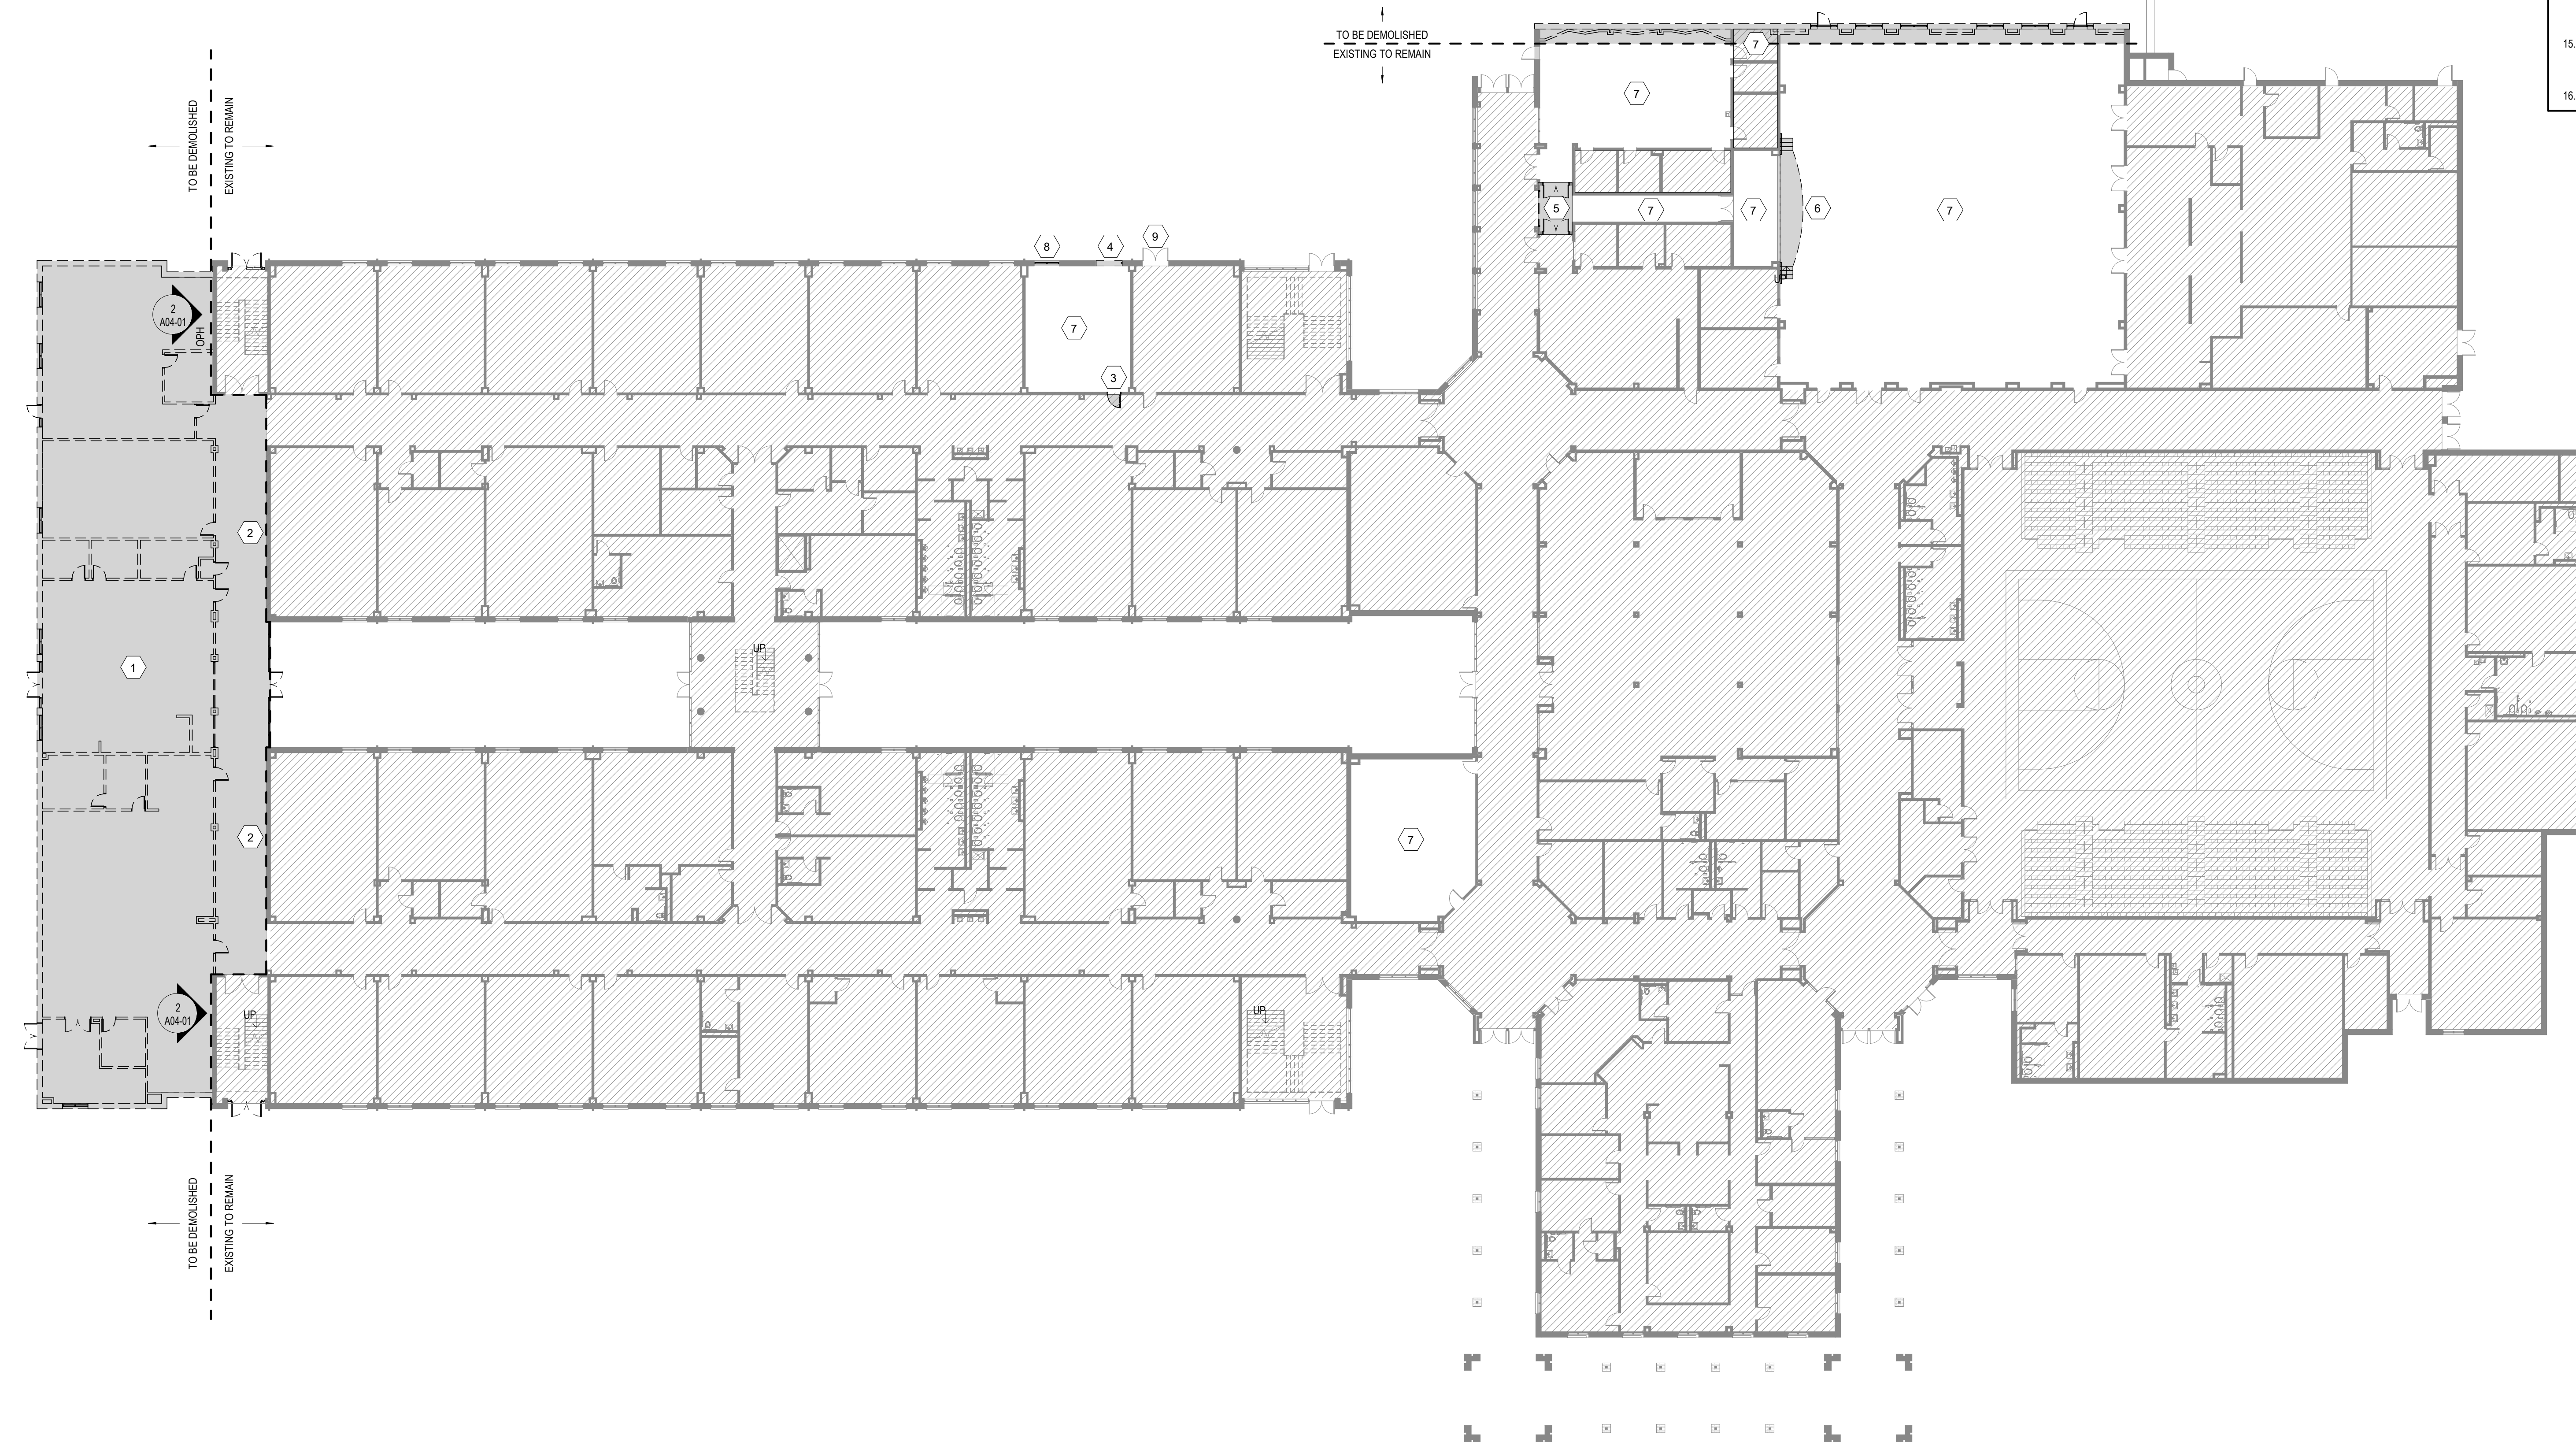 TO BE DEMOLISHED
EXISTING TO REMAIN
15.
16.
7
7
TO BE DEMOLISHED
EXISTING TO REMAIN
5
7
7
6
7
8
4
9
2
A04-01
OPH
7
3
2
UP
1
2
7
2
A04-01
UP
UP
TO BE DEMOLISHED
EXISTING TO REMAIN